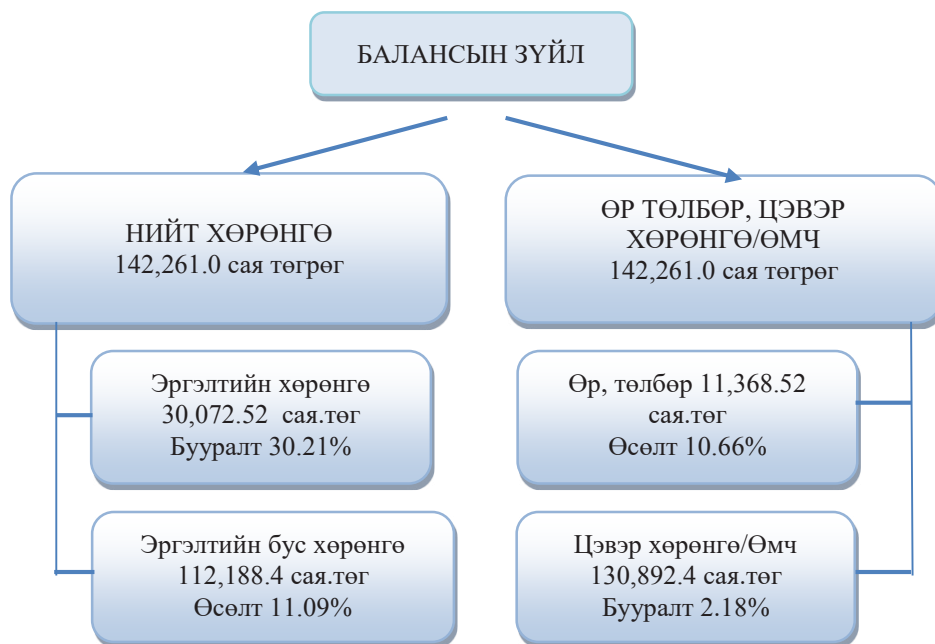 БАЛАНСЫН ЗҮЙЛ
НИЙТ ХӨРӨНГӨ
142,261.0 сая төгрөг
ӨР ТӨЛБӨР, ЦЭВЭР
ХӨРӨНГӨ/ӨМЧ
142,261.0 сая төгрөг
Эргэлтийн хөрөнгө
30,072.52 сая.төг
Бууралт 30.21%
Өр, төлбөр 11,368.52
сая.төг
Өсөлт 10.66%
Эргэлтийн бус хөрөнгө
112,188.4 сая.төг
Өсөлт 11.09%
Цэвэр хөрөнгө/Өмч
130,892.4 сая.төг
Бууралт 2.18%